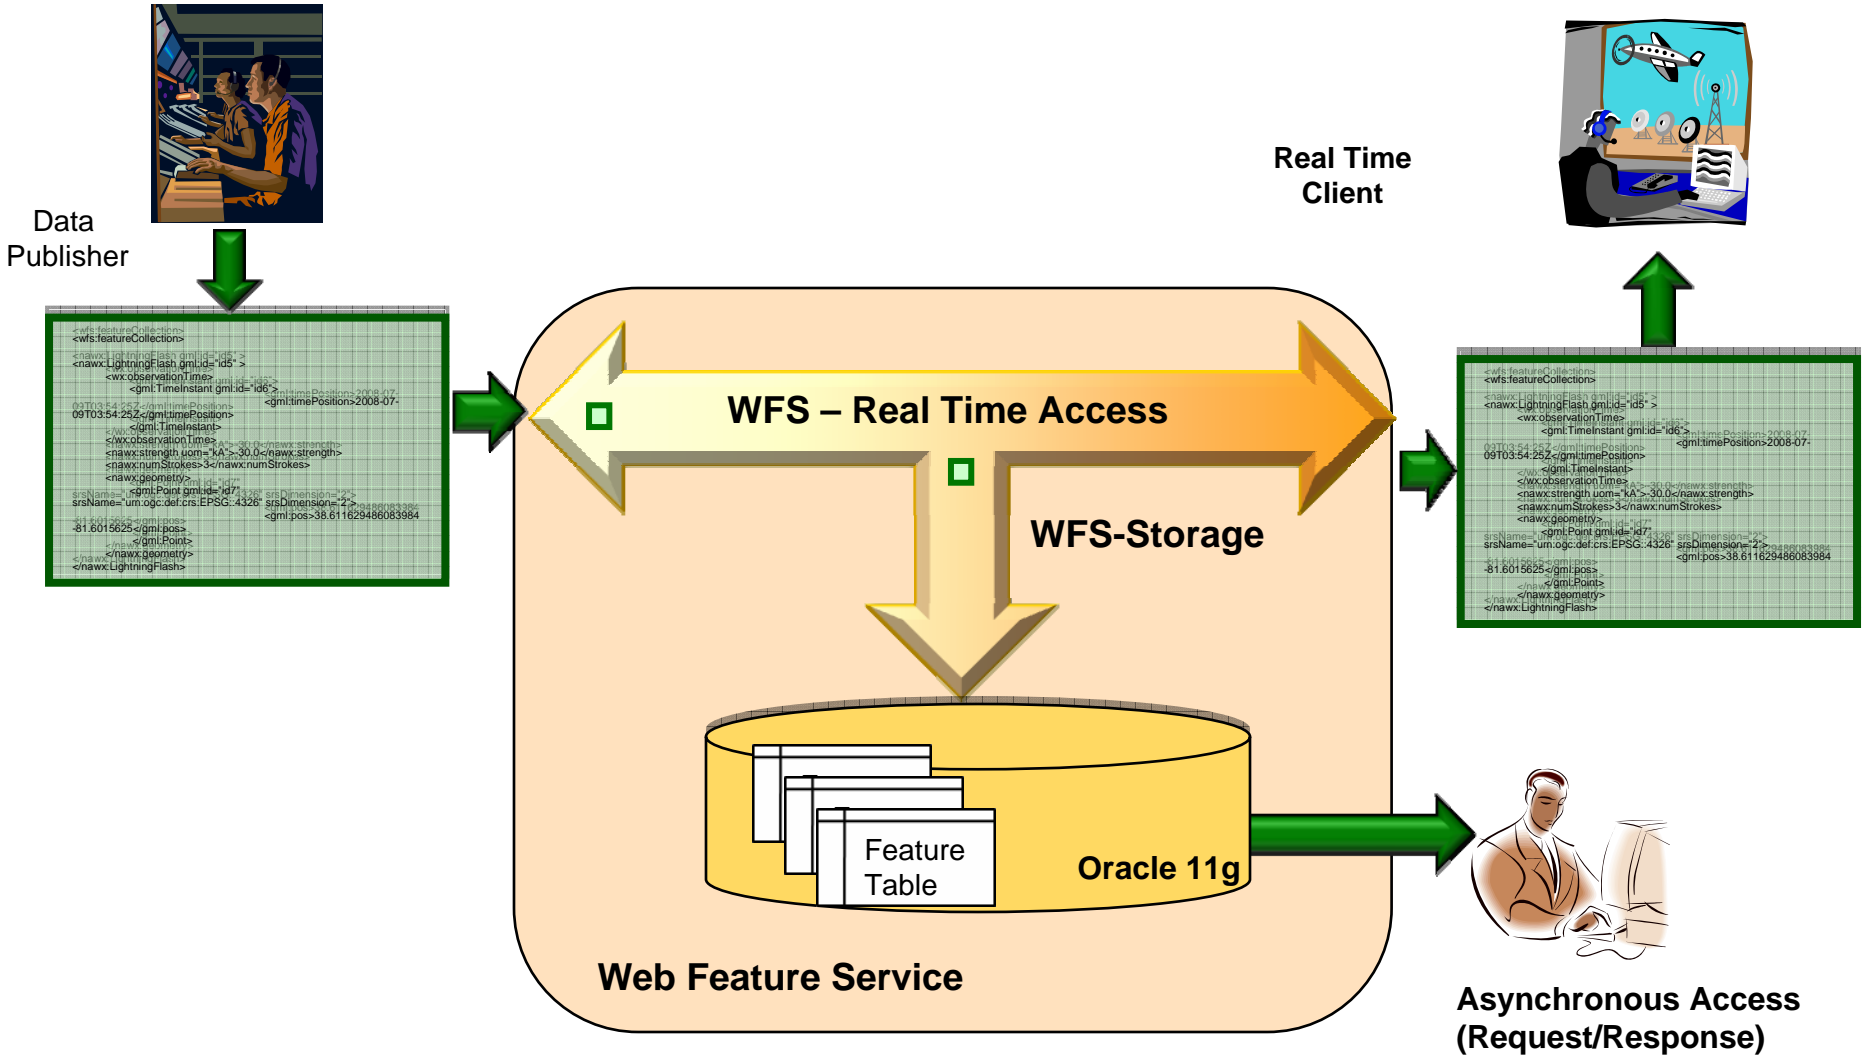 Data
Publisher
Real Time
Client
<wfs:featureCollection>
<nawx:LightningFlash gml:id="id5" >
<wx:observationTime>
<gml:TimeInstant gml:id="id6">
<gml:timePosition>2008-07-
09T03:54:25Z</gml:timePosition>
</gml:TimeInstant>
</wx:observationTime>
<nawx:strength uom="kA">-30.0</nawx:strength>
<nawx:numStrokes>3</nawx:numStrokes>
<nawx:geometry>
<gml:Point gml:id="id7"
srsName="urn:ogc:def:crs:EPSG::4326" srsDimension="2">
<gml:pos>38.611629486083984
-81.6015625</gml:pos>
</gml:Point>
</nawx:geometry>
</nawx:LightningFlash>
WFS – Real Time Access
WFS-Storage
<wfs:featureCollection>
<nawx:LightningFlash gml:id="id5" >
<wx:observationTime>
<gml:TimeInstant gml:id="id6">
<gml:timePosition>2008-07-
09T03:54:25Z</gml:timePosition>
</gml:TimeInstant>
</wx:observationTime>
<nawx:strength uom="kA">-30.0</nawx:strength>
<nawx:numStrokes>3</nawx:numStrokes>
<nawx:geometry>
<gml:Point gml:id="id7"
srsName="urn:ogc:def:crs:EPSG::4326" srsDimension="2">
<gml:pos>38.611629486083984
-81.6015625</gml:pos>
</gml:Point>
</nawx:geometry>
</nawx:LightningFlash>
Feature
Table
Oracle 11g
Web Feature Service
Asynchronous Access
(Request/Response)